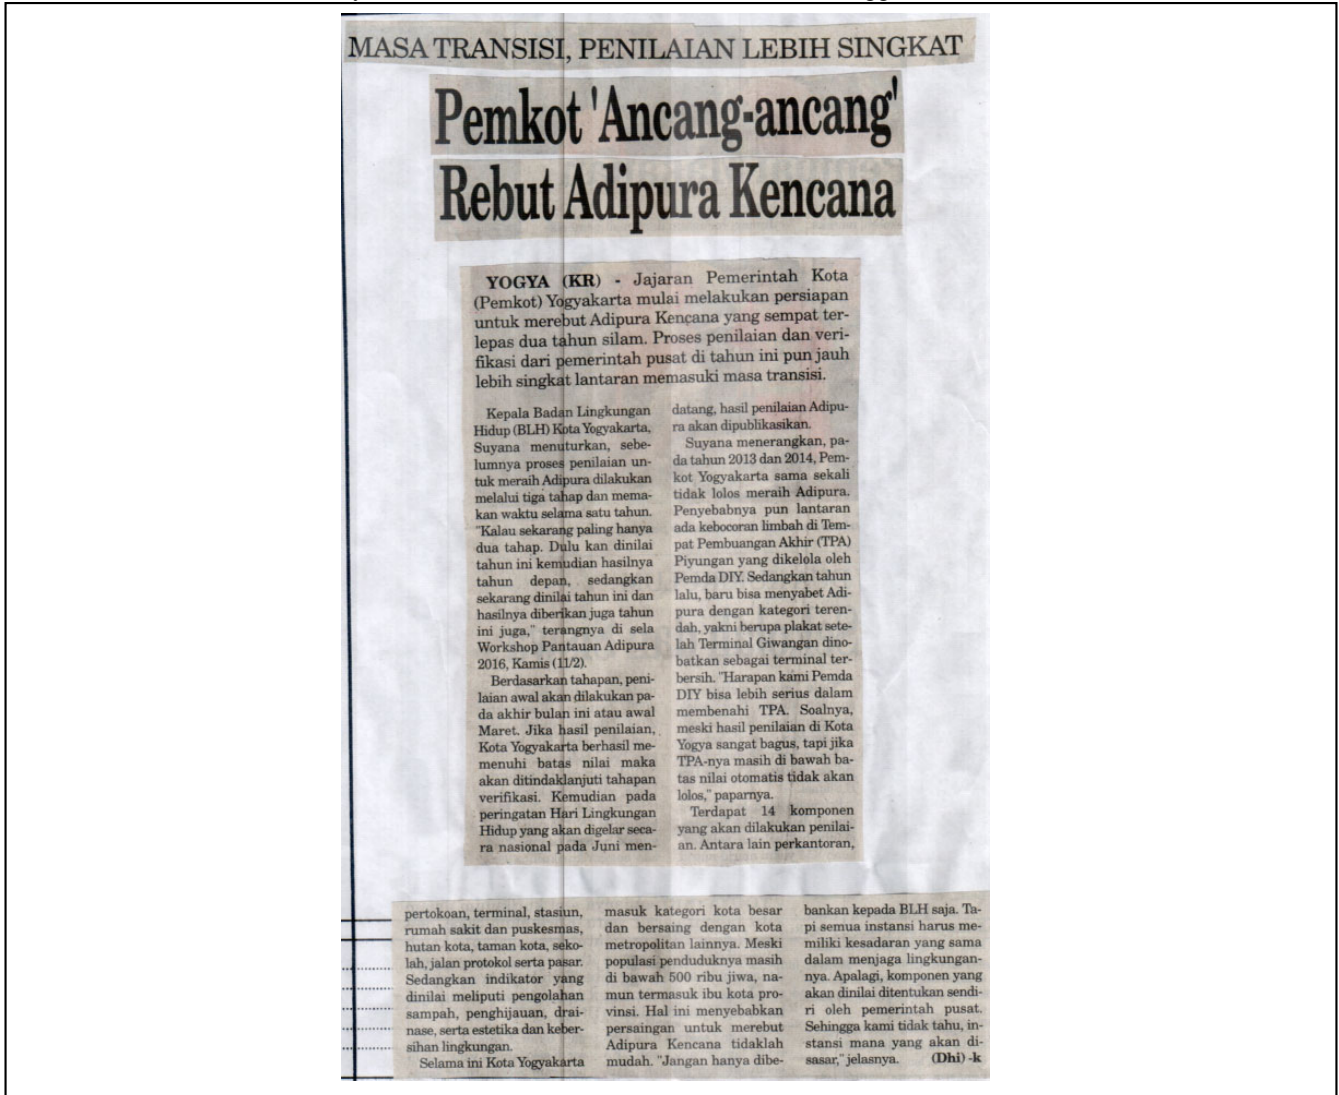 MASA TRANSISI, PENILAIAN LEBIH SINGKAT
Pemkot 'Ancang-ancang'
Rebut Adipura Kencana
YOGYA (KR) - Jajaran Pemerintah Kota
(Pemkot) Yogyakarta mulai melakukan persiapan
untuk merebut Adipura Kencana yang sempat ter-
lepas dua tahun silam. Proses penilaian dan veri-
fikasi dari pemerintah pusat di tahun ini pun jauh
lebih singkat lantaran memasuki masa transisi.
Kepala Badan Lingkungan
Hidup (BLH) Kota Yogyakarta,
Suyana menuturkan, sebe-
lumnya proses penilaian un-
tuk meraih Adipura dilakukan
melalui tiga tahap dan mema-
kan waktu selama satu tahun.
"Kalau sekarang paling hanya
dua tahap. Dulu kan dinilai
tahun ini kemudian hasilnya
tahun depan, sedangkan
sekarang dinilai tahun ini dan
hasilnya diberikan juga tahun
ini juga," terangnya di sela
Workshop Pantauan Adipura
2016, Kamis (11/2).
Berdasarkan tahapan, peni-
laian awal akan dilakukan pa-
da akhir bulan ini atau awal
Maret. Jika hasil penilaian,
Kota Yogyakarta berhasil me-
menuhi batas nilai maka
akan ditindaklanjuti tahapan
verifikasi. Kemudian pada
peringatan Hari Lingkungan
Hidup yang akan digelar seca-
ra nasional pada Juni men-
datang, hasil penilaian Adipu-
ra akan dipublikasikan.
Suyana menerangkan, pa-
da tahun 2013 dan 2014, Pem-
kot Yogyakarta sama sekali
tidak lolos meraih Adipura.
Penyebabnya pun lantaran
ada kebocoran limbah di Tem-
pat Pembuangan Akhir (TPA)
Piyungan yang dikelola oleh
Pemda DIY. Sedangkan tahun
lalu, baru bisa menyabet Adi-
pura dengan kategori teren-
dah, yakni berupa plakat sete-
lah Terminal Giwangan dino-
batkan sebagai terminal ter-
bersih. "Harapan kami Pemda
DIY bisa lebih serius dalam
membenahi TPA. Soalnya,
meski hasil penilaian di Kota
Yogya sangat bagus, tapi jika
TPA-nya masih di bawah ba-
tas nilai otomatis tidak akan
lolos," paparnya.
Terdapat 14 komponen
yang akan dilakukan penilai-
an. Antara lain perkantoran,
pertokoan, terminal, stasiun,
rumah sakit dan puskesmas,
hutan kota, taman kota, seko-
lah, jalan protokol serta pasar.
Sedangkan indikator yang
dinilai meliputi pengolahan
sampah, penghijauan, drai-
nase, serta estetika dan keber-
sihan lingkungan.
Selama ini Kota Yogyakarta
masuk kategori kota besar
dan bersaing dengan kota
metropolitan lainnya. Meski
populasi penduduknya masih
di bawah 500 ribu jiwa, na-
mun termasuk ibu kota pro-
vinsi. Hal ini menyebabkan
persaingan untuk merebut
Adipura Kencana tidaklah
mudah. "Jangan hanya dibe-
bankan kepada BLH saja. Ta-
pi semua instansi harus me-
miliki kesadaran yang sama
dalam menjaga lingkungan-
nya. Apalagi, komponen yang
akan dinilai ditentukan sendi-
ri oleh pemerintah pusat.
Sehingga kami tidak tahu, in-
stansi mana yang akan di-
sasar," jelasnya. (Dhi) -k